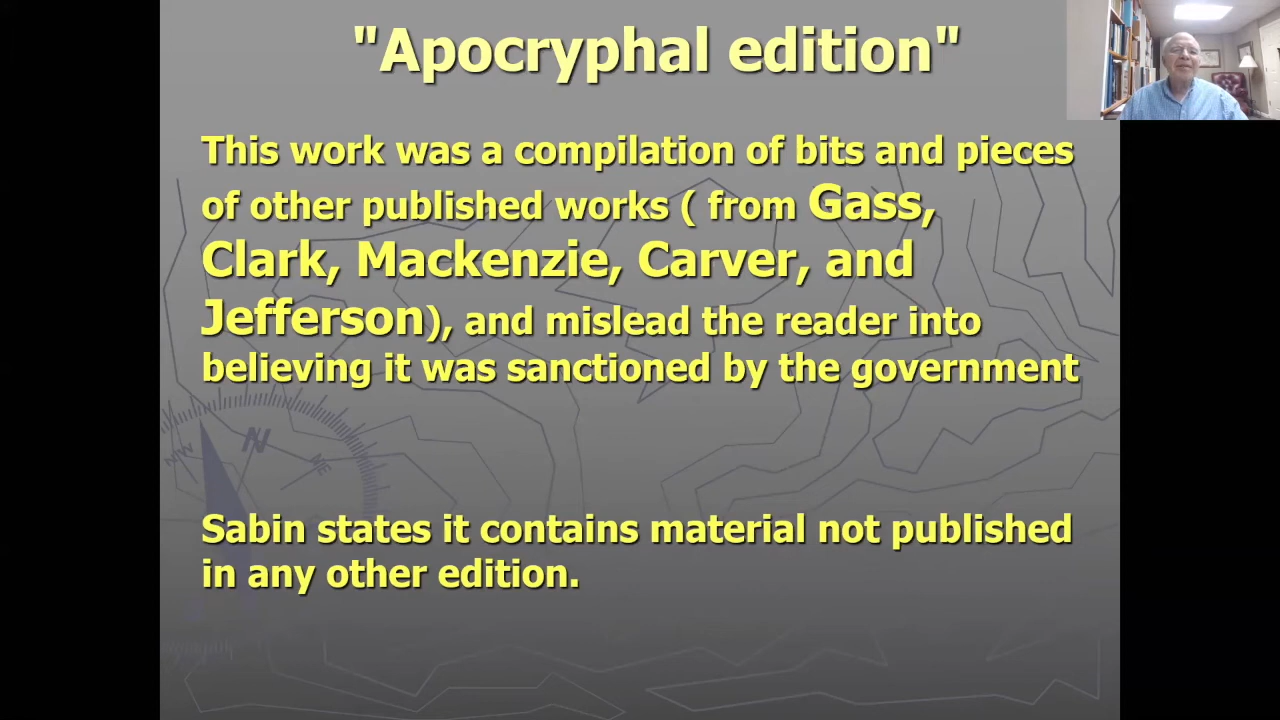 "Apocryphal edition"
This work was a compilation of bits and pieces
of other published works ( from Gass,
Clark, Mackenzie, Carver, and
Jefferson), and mislead the reader into
believing it was sanctioned by the government
N
NW
NE
Sabin states it contains material not published
in any other edition.